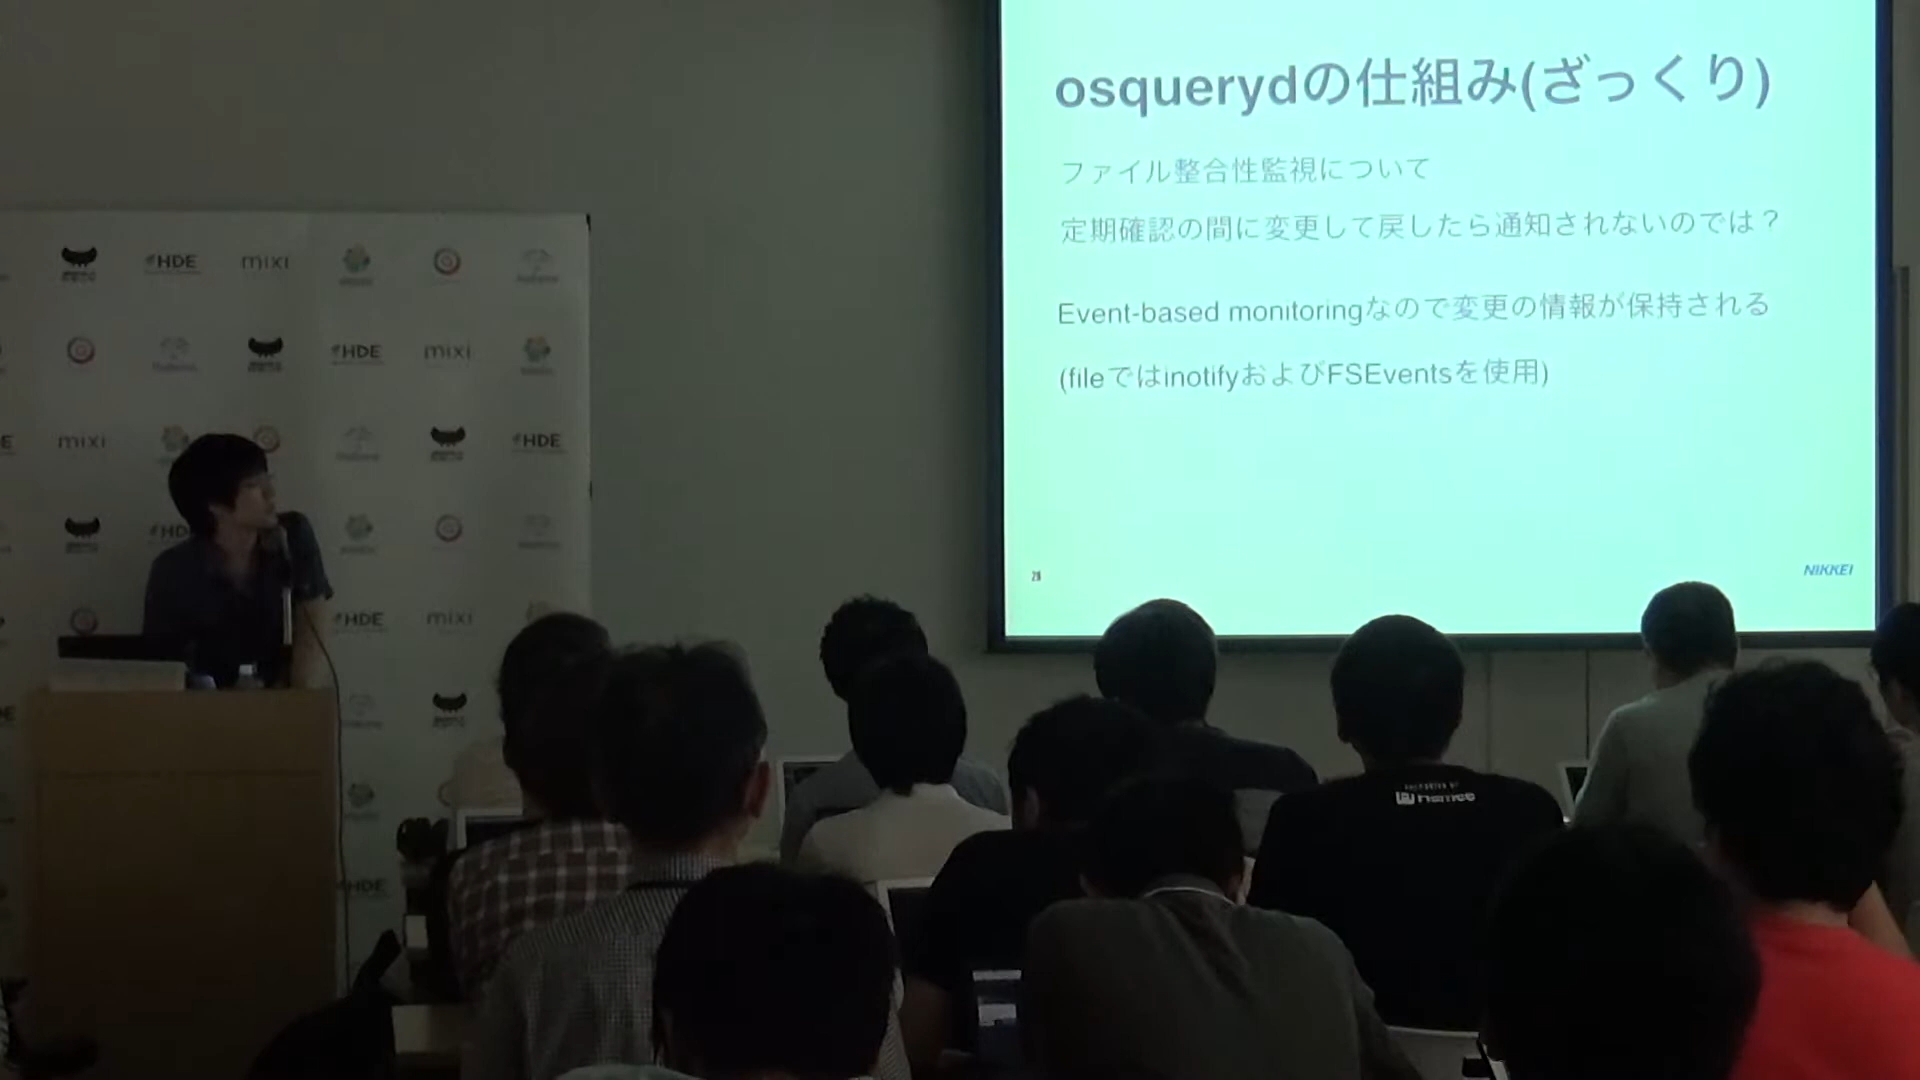 osquerydの仕組み(ざっくり)
ファイル整合性監視について
定期確認の間に変更して戻したら通知されないのでは？
Event-based monitoringなので変更の情報が保持される
(fileではinotifyおよびFSEventsを使用)
NIKKEI
HDE mixi
HDE mixi
mixi HDE
HDE mixi
HDE